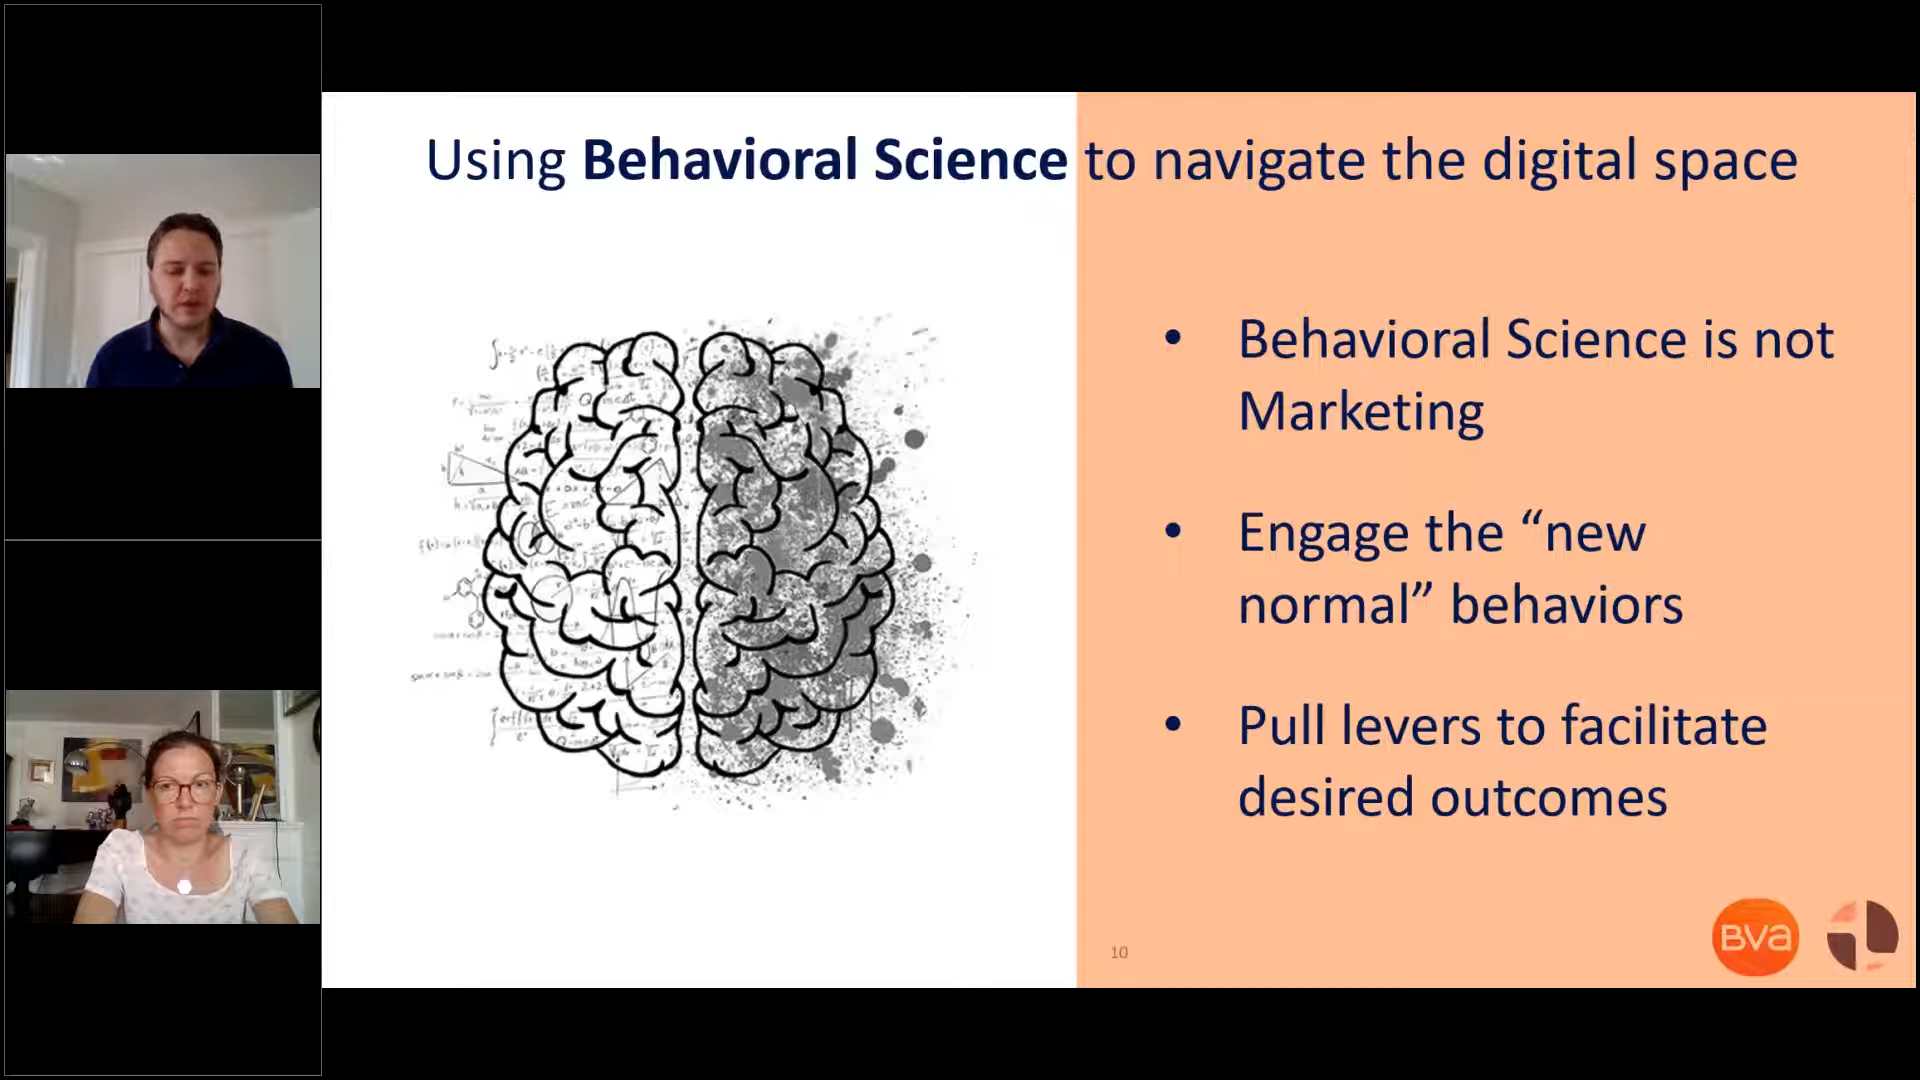 Using Behavioral Science to navigate the digital space
Behavioral Science is not
Marketing
Engage the “new
normal” behaviors
Pull levers to facilitate
desired outcomes
10
BVa